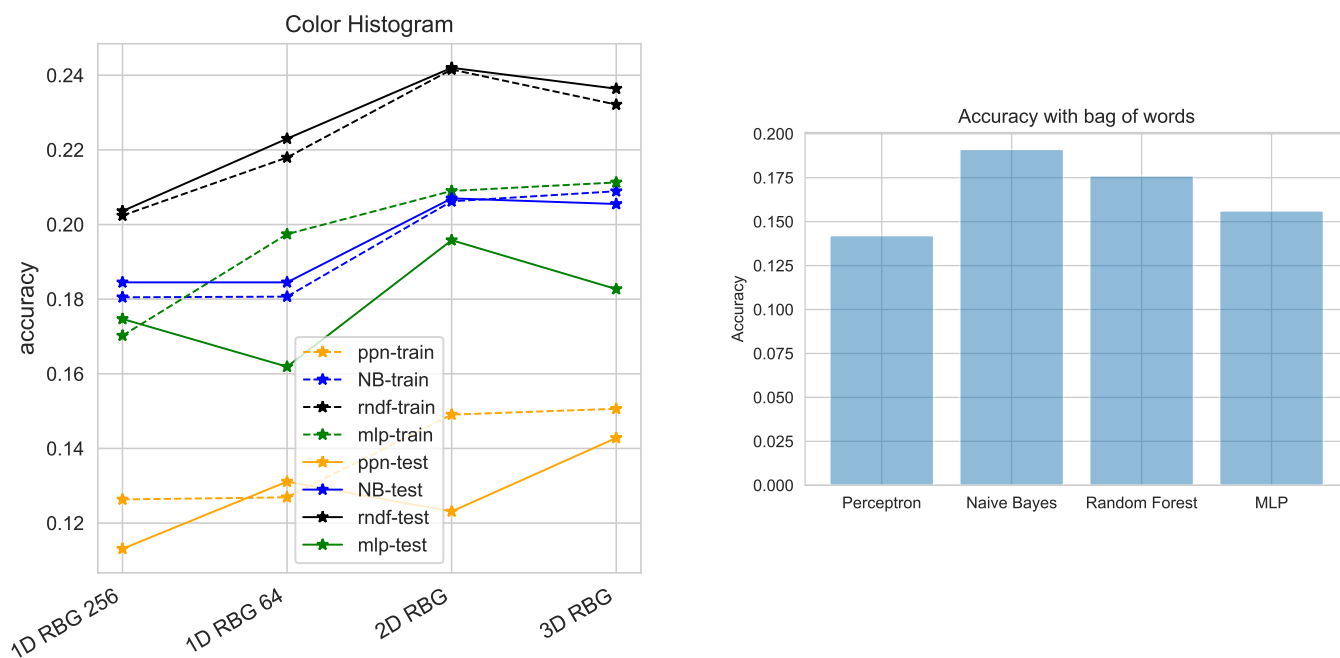 Color Histogram
accuracy
0.24
0.22
0.20
0.18
0.16
0.14
0.12
ppn-train
NB-train
rndf-train
mlp-train
ppn-test
NB-test
rndf-test
mlp-test
1D RBG 256
1D RBG 64
2D RBG
3D RBG
Accuracy with bag of words
Accuracy
0.200
0.175
0.150
0.125
0.100
0.075
0.050
0.025
0.000
Perceptron
Naive Bayes
Random Forest
MLP